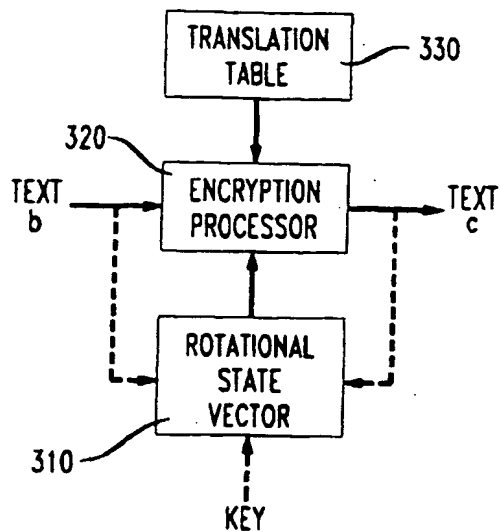 TRANSLATION
TABLE
330
320
TEXT
b
ENCRYPTION
PROCESSOR
TEXT
c
ROTATIONAL
STATE
VECTOR
310
KEY